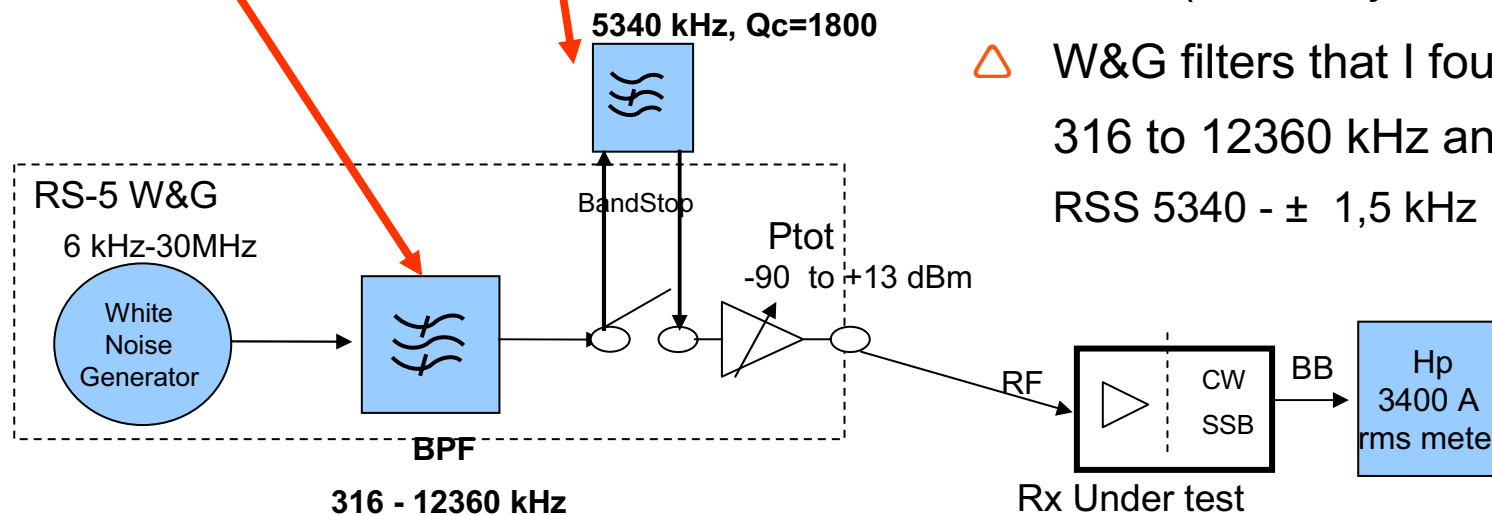 5340 kHz, Qc=1800
W&G filters that I fou
316 to 12360 kHz an
RSS 5340 - ± 1,5 kHz
RS-5 W&G
6 kHz-30MHz
BandStop
Ptot
-90 to +13 dBm
White
Noise
Generator
RF
CW
SSB
BB
Hp
3400 A
rms mete
BPF
316 - 12360 kHz
Rx Under test